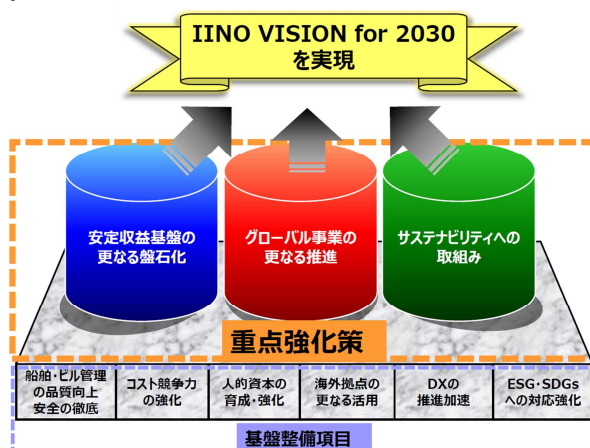 IINO VISION for 2030
を実現
安定収益基盤の
更なる盤石化
グローバル事業の
更なる推進
サステナビリティへの
取組み
重点強化策
船舶・ビル管理
の品質向上
安全の徹底
コスト競争力
の強化
人的資本の
育成・強化
海外拠点の
更なる活用
DXの
推進加速
ESG・SDGs
への対応強化
基盤整備項目